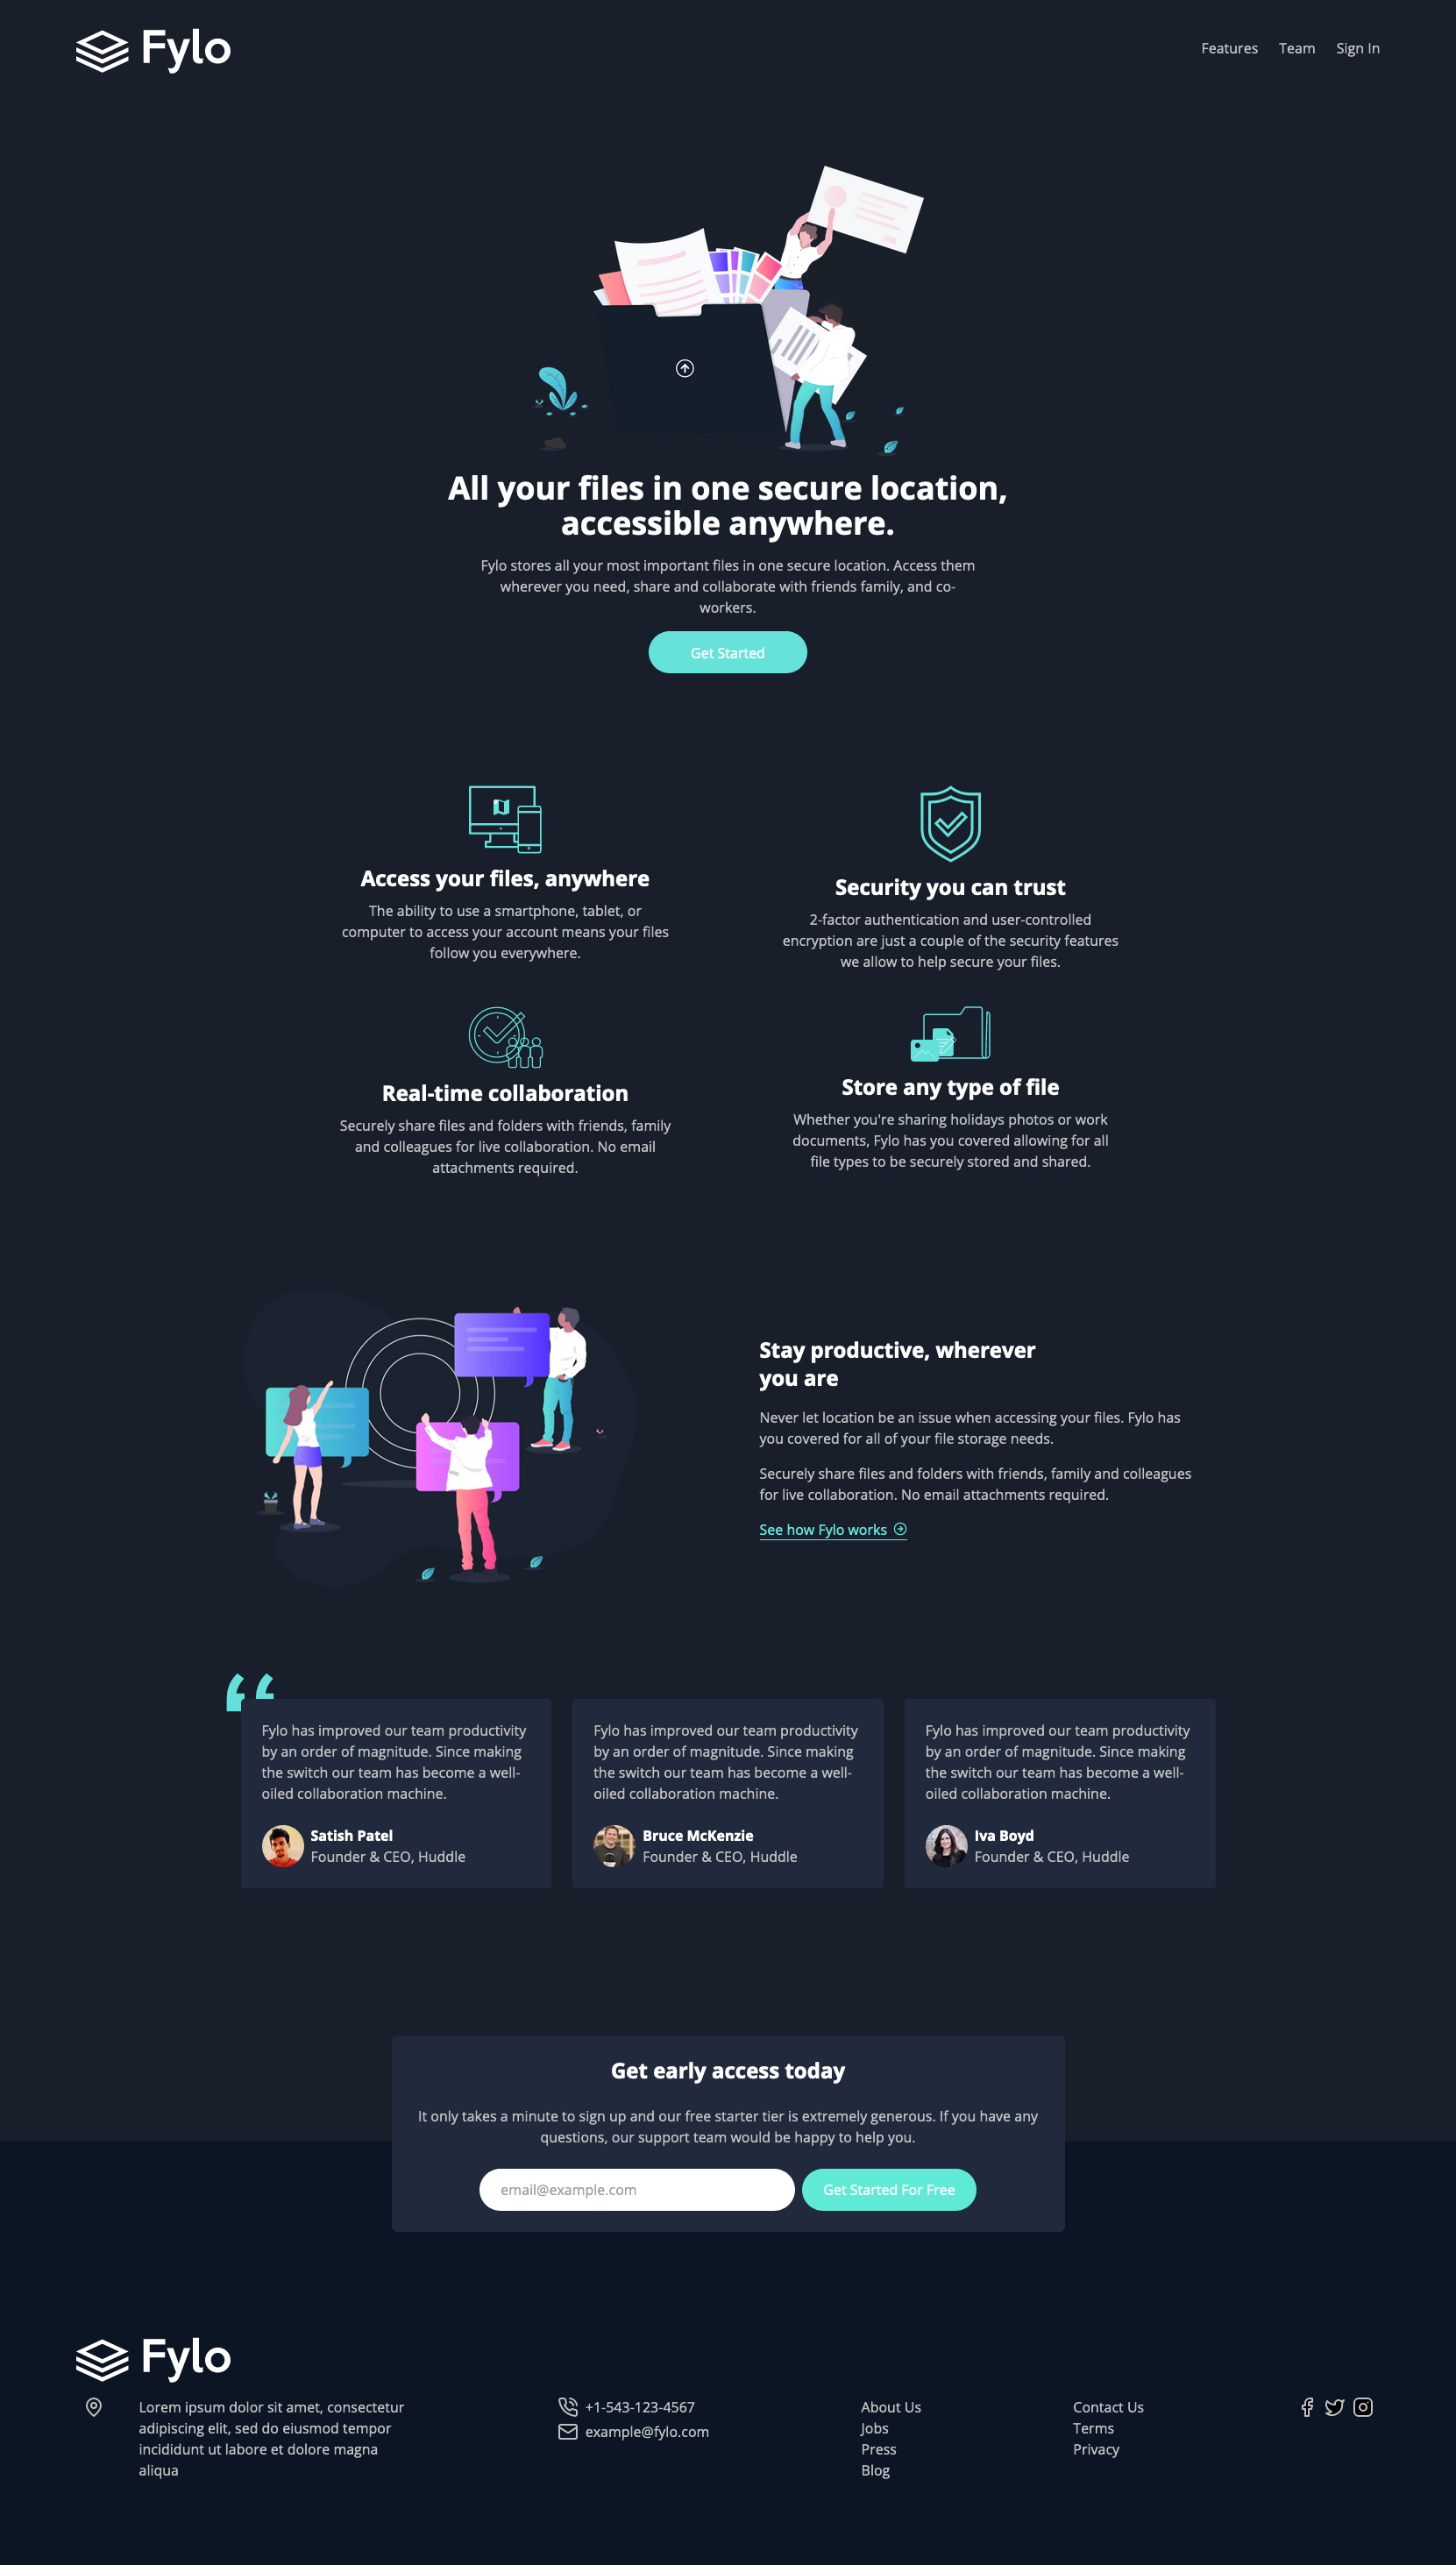 Fylo
Features Team Sign In
All your files in one secure location,
accessible anywhere.
Fylo stores all your most important files in one secure location. Access them
wherever you need, share and collaborate with friends family, and co-
workers.
Get Started
Access your files, anywhere
The ability to use a smartphone, tablet, or
computer to access your account means your files
follow you everywhere.
Security you can trust
2-factor authentication and user-controlled
encryption are just a couple of the security features
we allow to help secure your files.
Real-time collaboration
Securely share files and folders with friends, family
and colleagues for live collaboration. No email
attachments required.
Store any type of file
Whether you're sharing holidays photos or work
documents, Fylo has you covered allowing for all
file types to be securely stored and shared.
Stay productive, wherever
you are
Never let location be an issue when accessing your files. Fylo has
you covered for all of your file storage needs.
Securely share files and folders with friends, family and colleagues
for live collaboration. No email attachments required.
See how Fylo works
Fylo has improved our team productivity
by an order of magnitude. Since making
the switch our team has become a well-
oiled collaboration machine.
Satish Patel
Founder & CEO, Huddle
Fylo has improved our team productivity
by an order of magnitude. Since making
the switch our team has become a well-
oiled collaboration machine.
Bruce McKenzie
Founder & CEO, Huddle
Fylo has improved our team productivity
by an order of magnitude. Since making
the switch our team has become a well-
oiled collaboration machine.
Iva Boyd
Founder & CEO, Huddle
Get early access today
It only takes a minute to sign up and our free starter tier is extremely generous. If you have any
questions, our support team would be happy to help you.
email@example.com
Get Started For Free
Fylo
Lorem ipsum dolor sit amet, consectetur
adipiscing elit, sed do eiusmod tempor
incididunt ut labore et dolore magna
aliqua
+1-543-123-4567
example@fylo.com
About Us
Jobs
Press
Blog
Contact Us
Terms
Privacy